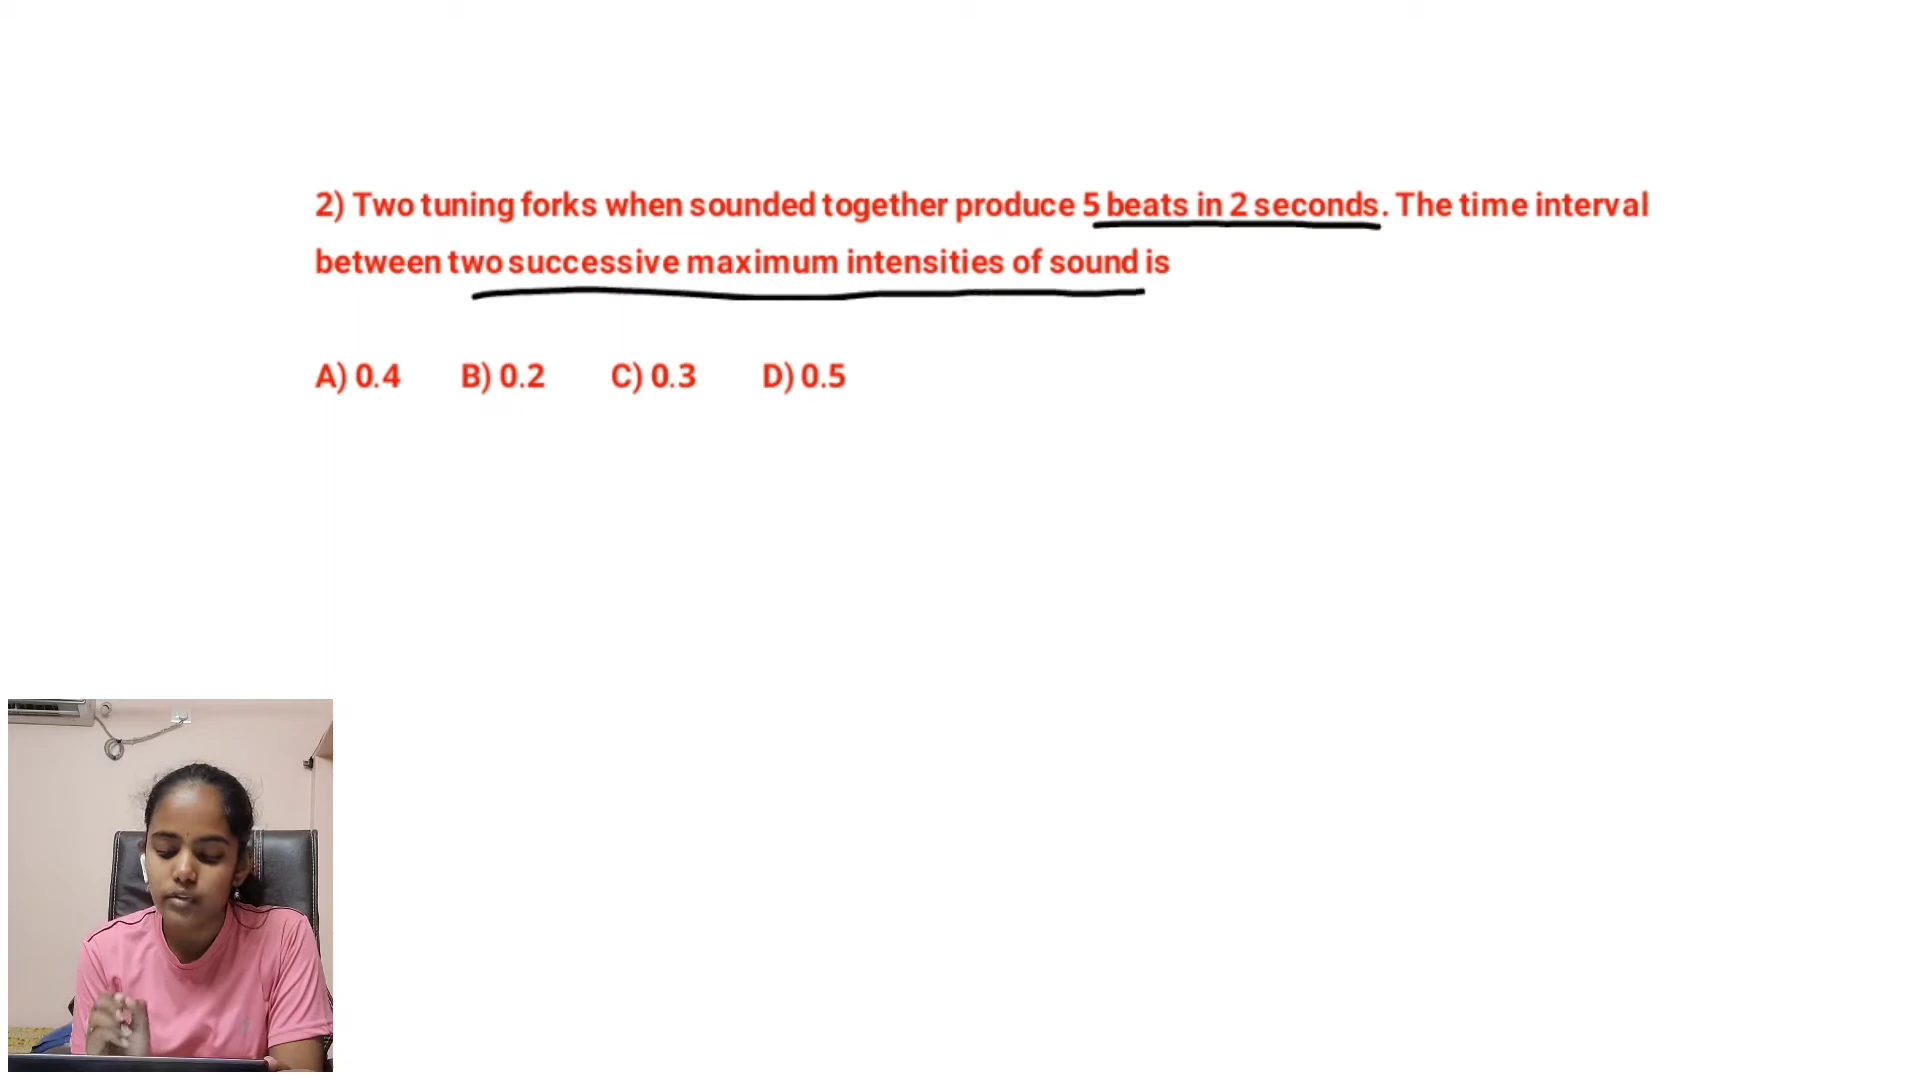 2) Two tuning forks when sounded together produce 5 beats in 2 seconds. The time interval
between two successive maximum intensities of sound is
A) 0.4 B) 0.2 C) 0.3 D) 0.5